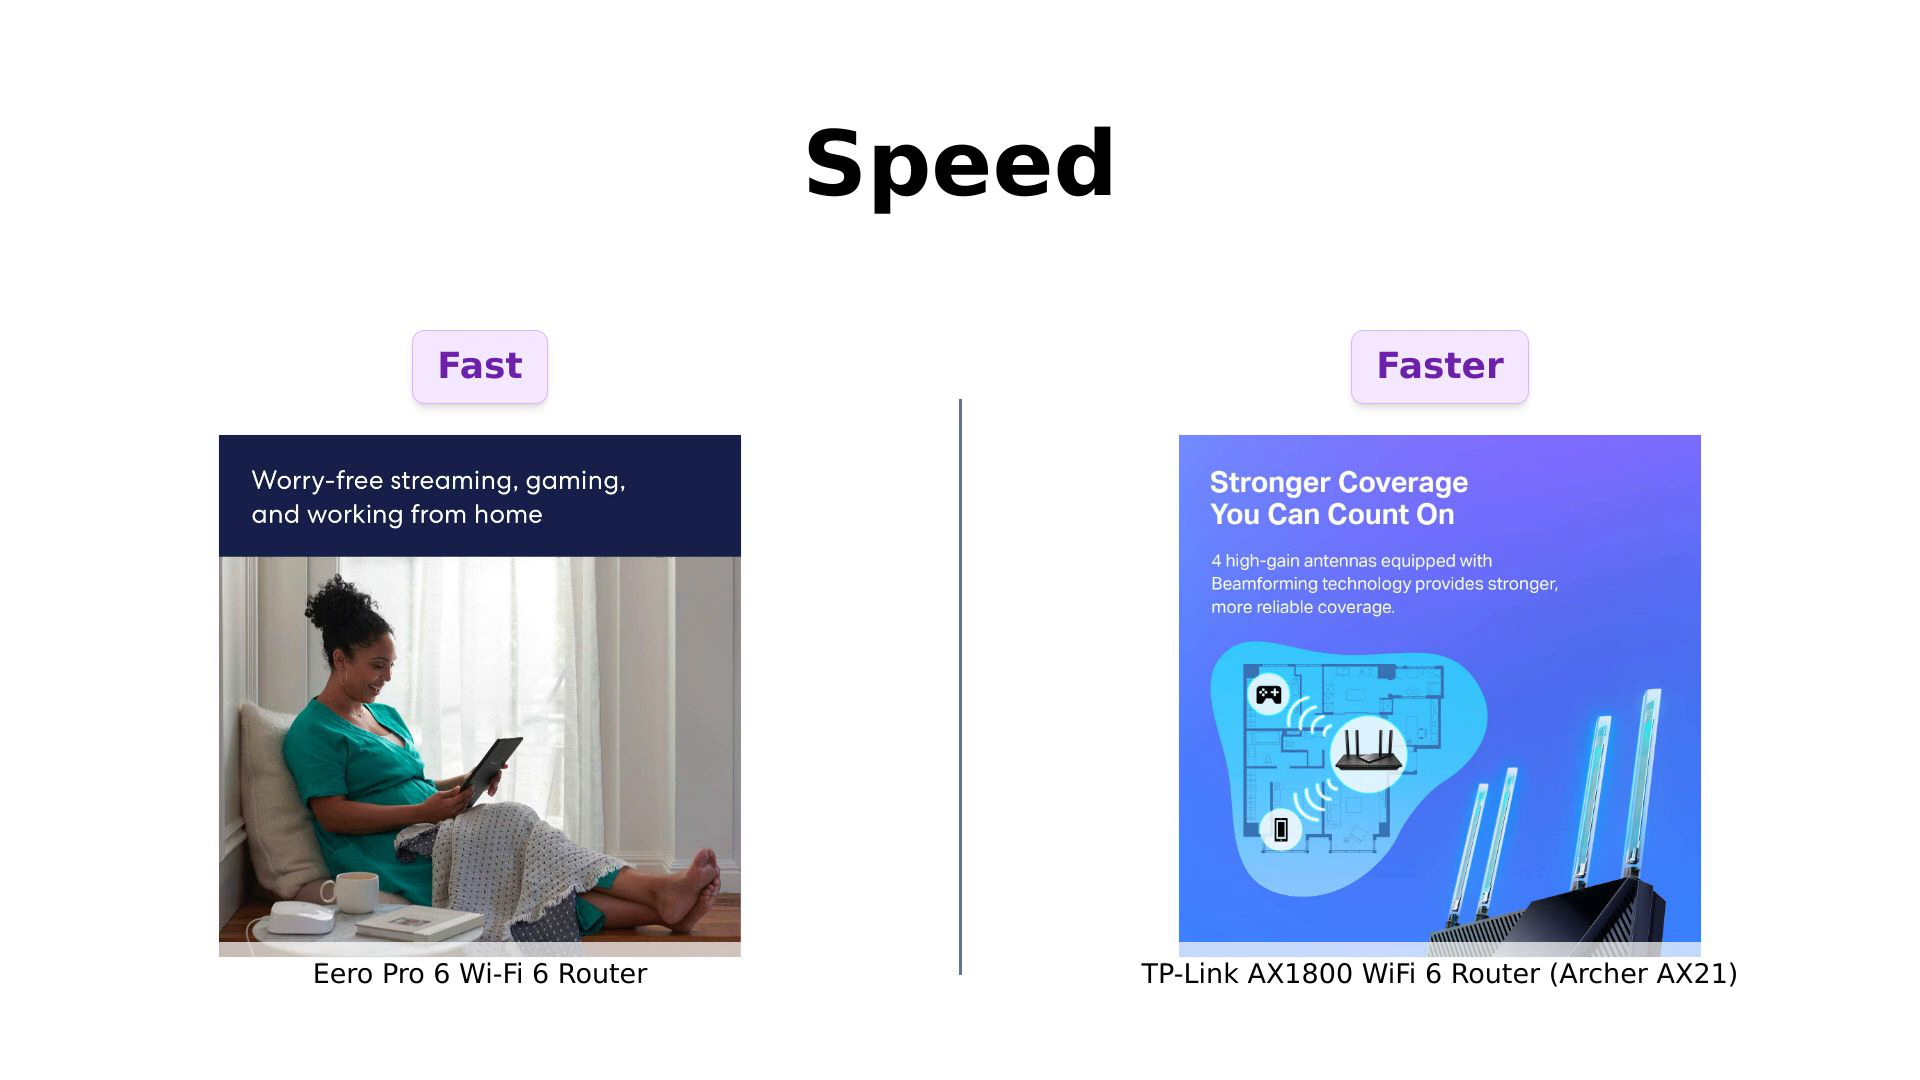 Speed
Fast
Worry-free streaming, gaming,
and working from home
Eero Pro 6 Wi-Fi 6 Router
Faster
Stronger Coverage
You Can Count On
4 high-gain antennas equipped with
Beamforming technology provides stronger,
more reliable coverage.
TP-Link AX1800 WiFi 6 Router (Archer AX21)